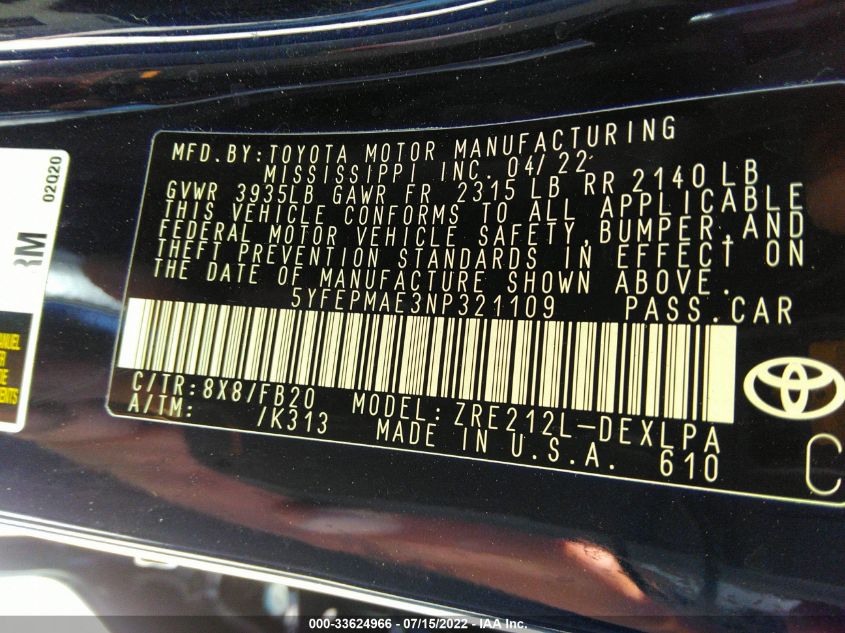 MFD.BY:TOYOTA MOTOR MANUFACTURING
MISSISSIPPI INC. 04/22
GVWR 3935LB GAWR FR 2315 LB RR 2140 LB
THIS VEHICLE CONFORMS TO ALL APPLICABLE
FEDERAL MOTOR VEHICLE SAFETY,BUMPER,AND
THEFT PREVENTION STANDARDS IN EFFECT ON
THE DATE OF MANUFACTURE SHOWN ABOVE.
5YFEPMAE3NP321109 PASS.CAR
C/TR:8X8/FB20 MODEL:ZRE212L-DEXLPA
A/TM: /K313 MADE IN U.S.A. 610
C
02Q20
000-33624966 - 07/15/2022 - IAA Inc.